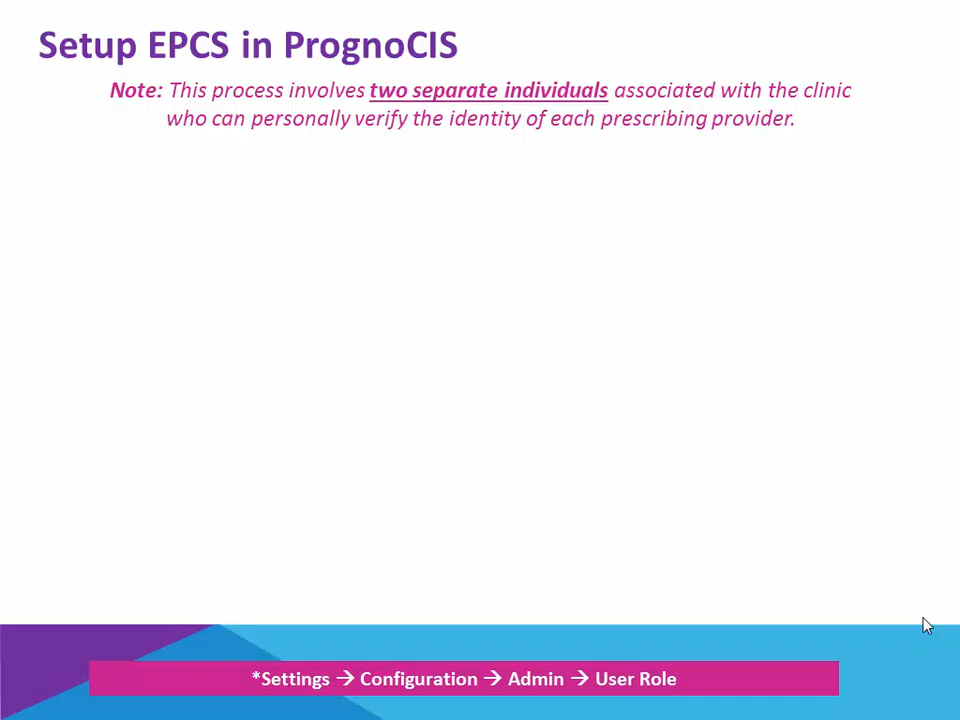 Setup EPCS in PrognoCIS
Note: This process involves two separate individuals associated with the clinic
who can personally verify the identity of each prescribing provider.
*Settings → Configuration → Admin → User Role